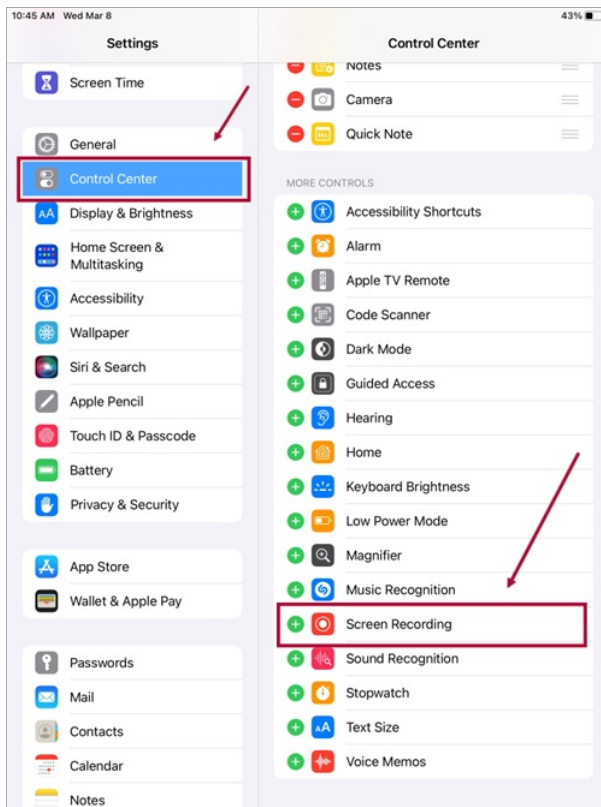 10:45 AM Wed Mar 8
43%
Settings
Screen Time
General
Control Center
Display & Brightness
Home Screen &
Multitasking
Accessibility
Wallpaper
Siri & Search
Apple Pencil
Touch ID & Passcode
Battery
Privacy & Security
App Store
Wallet & Apple Pay
Passwords
Mail
Contacts
Calendar
Notes
Control Center
Notes
Camera
Quick Note
MORE CONTROLS
Accessibility Shortcuts
Alarm
Apple TV Remote
Code Scanner
Dark Mode
Guided Access
Hearing
Home
Keyboard Brightness
Low Power Mode
Magnifier
Music Recognition
Screen Recording
Sound Recognition
Stopwatch
AA Text Size
Voice Memos